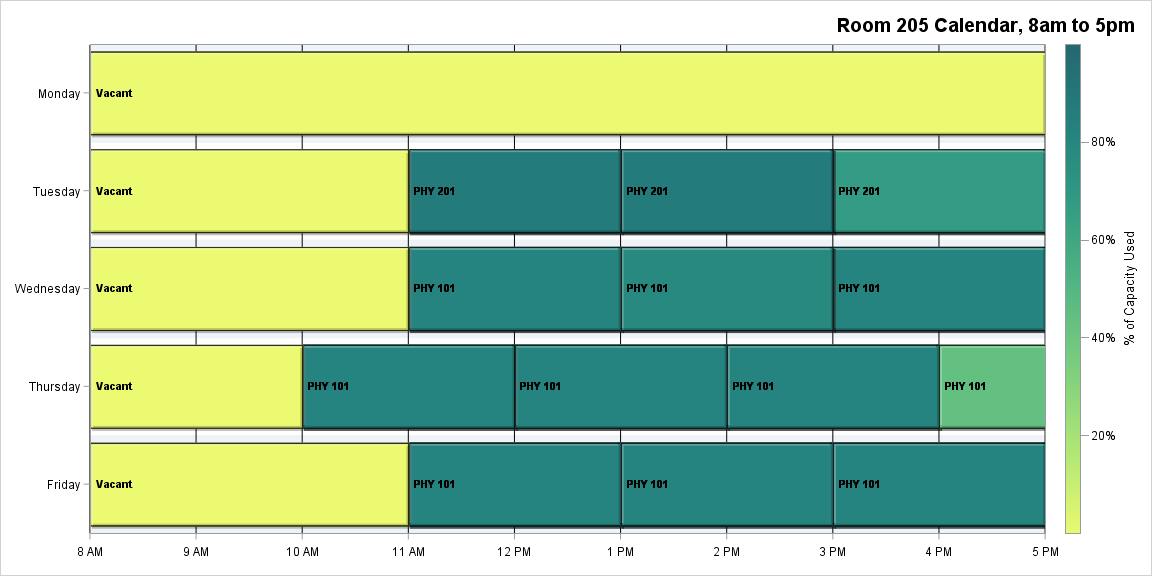 Room 205 Calendar, 8am to 5pm
Monday
Vacant
Tuesday
Vacant
PHY 201
PHY 201
PHY 201
Wednesday
Vacant
PHY 101
PHY 101
PHY 101
Thursday
Vacant
PHY 101
PHY 101
PHY 101
PHY 101
Friday
Vacant
PHY 101
PHY 101
PHY 101
8 AM
9 AM
10 AM
11 AM
12 PM
1 PM
2 PM
3 PM
4 PM
5 PM
80%
60%
40%
20%
% of Capacity Used